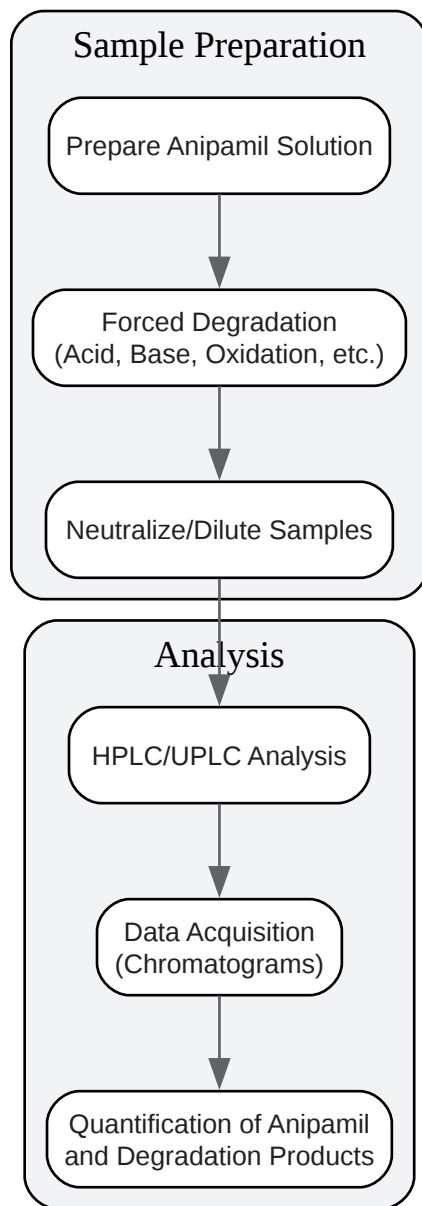 Sample Preparation
Prepare Anipamil Solution
Forced Degradation
(Acid, Base, Oxidation, etc.)
Neutralize/Dilute Samples
Analysis
HPLC/UPLC Analysis
Data Acquisition
(Chromatograms)
Quantification of Anipamil
and Degradation Products